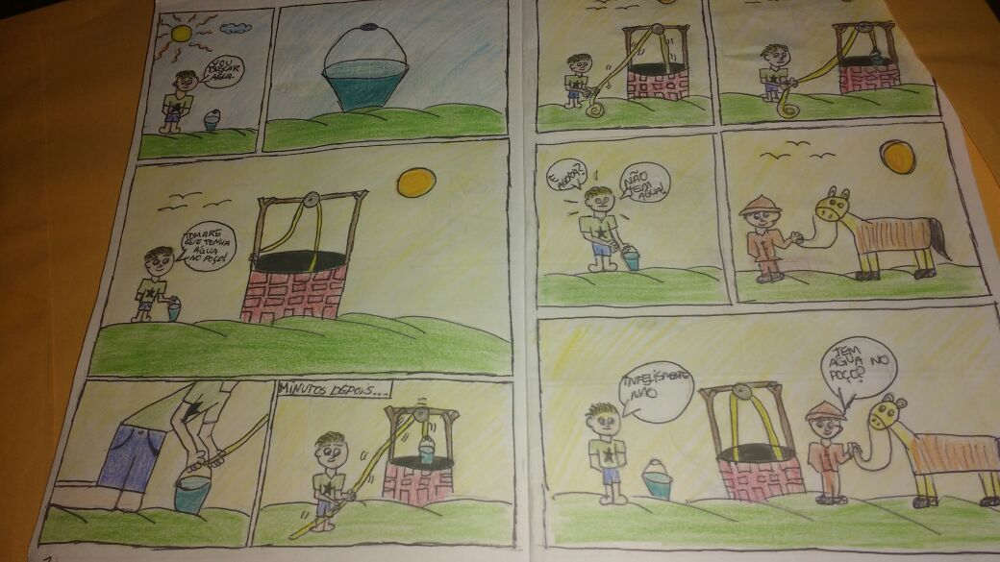 VOU
BUSCAR
ÁGUA.
TOMARE
QUE TENHA
ÁGUA
NO POÇO!
MINUTOS DEPOIS...
E
AGORA?
NÃO
TEM
ÁGUA!
INFELISMENTE
NÃO
TEM
ÁGUA NO
POÇO?